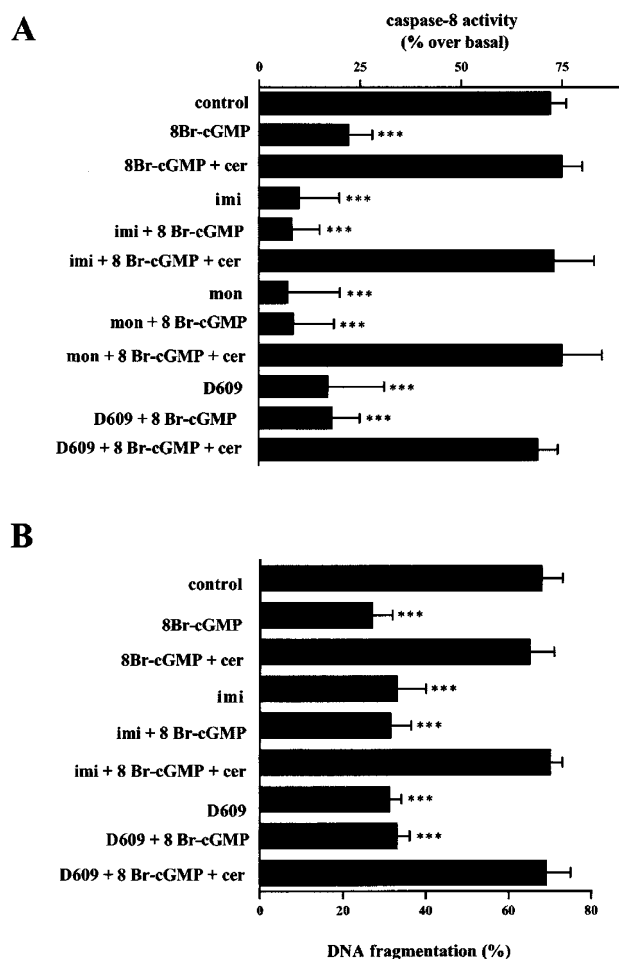 A
caspase-8 activity
(% over basal)
0 25 50 75
control
8Br-cGMP ***
8Br-cGMP + cer
imi ***
imi + 8 Br-cGMP ***
imi + 8 Br-cGMP + cer
mon ***
mon + 8 Br-cGMP ***
mon + 8 Br-cGMP + cer
D609 ***
D609 + 8 Br-cGMP ***
D609 + 8 Br-cGMP + cer
B
control
8Br-cGMP ***
8Br-cGMP + cer
imi ***
imi + 8 Br-cGMP ***
imi + 8 Br-cGMP + cer
D609 ***
D609 + 8 Br-cGMP ***
D609 + 8 Br-cGMP + cer
0 20 40 60 80
DNA fragmentation (%)